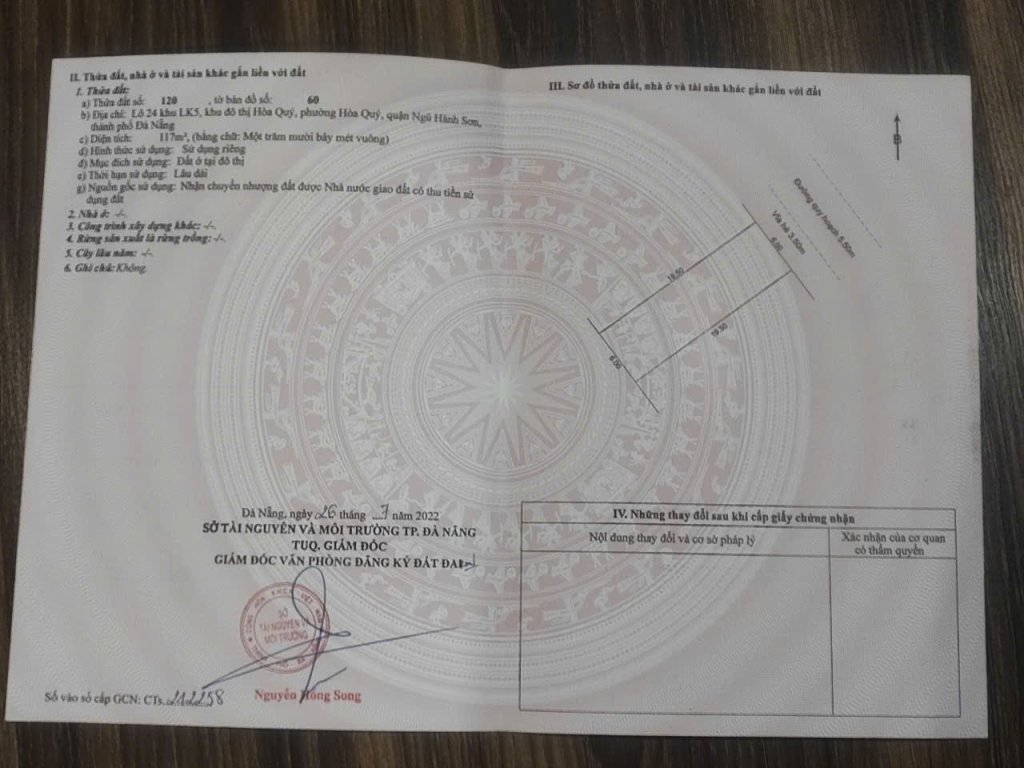 II. Thửa đất, nhà ở và tài sản khác gắn liền với đất
1. Thửa đất:
a) Thửa đất số: 120 , tờ bản đồ số: 60
b) Địa chỉ: Lô 24 khu LK5, khu đô thị Hòa Quý, phường Hòa Quý, quận Ngũ Hành Sơn,
thành phố Đà Nẵng
c) Diện tích: 117m², (bằng chữ: Một trăm mười bảy mét vuông)
d) Hình thức sử dụng: Sử dụng riêng
đ) Mục đích sử dụng: Đất ở tại đô thị
e) Thời hạn sử dụng: Lâu dài
g) Nguồn gốc sử dụng: Nhận chuyển nhượng đất được Nhà nước giao đất có thu tiền sử
dụng đất
2. Nhà ở: -/-.
3. Công trình xây dựng khác: -/-.
4. Rừng sản xuất là rừng trồng: -/-.
5. Cây lâu năm: -/-.
6. Ghi chú: Không.
Đà Nẵng, ngày 26 tháng 7 năm 2022
SỞ TÀI NGUYÊN VÀ MÔI TRƯỜNG TP. ĐÀ NẴNG
TUQ. GIÁM ĐỐC
GIÁM ĐỐC VĂN PHÒNG ĐĂNG KÝ ĐẤT ĐAI
SỞ
TÀI NGUYÊN VÀ
MÔI TRƯỜNG
Nguyễn Hồng Song
Số vào sổ cấp GCN: CTs 212258
III. Sơ đồ thửa đất, nhà ở và tài sản khác gắn liền với đất
B
Đường quy hoạch 5.50m
Vỉa hè 3.50m
6.00
19.50
19.50
6.00
IV. Những thay đổi sau khi cấp giấy chứng nhận
Nội dung thay đổi và cơ sở pháp lý
Xác nhận của cơ quan
có thẩm quyền